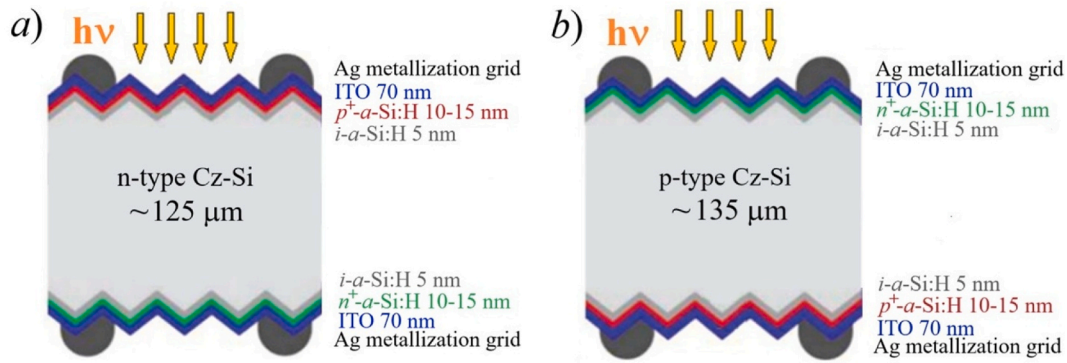 a)
hν
Ag metallization grid
ITO 70 nm
p⁺-a-Si:H 10-15 nm
i-a-Si:H 5 nm
n-type Cz-Si
~125 μm
i-a-Si:H 5 nm
n⁺-a-Si:H 10-15 nm
ITO 70 nm
Ag metallization grid
b)
hν
Ag metallization grid
ITO 70 nm
n⁺-a-Si:H 10-15 nm
i-a-Si:H 5 nm
p-type Cz-Si
~135 μm
i-a-Si:H 5 nm
p⁺-a-Si:H 10-15 nm
ITO 70 nm
Ag metallization grid